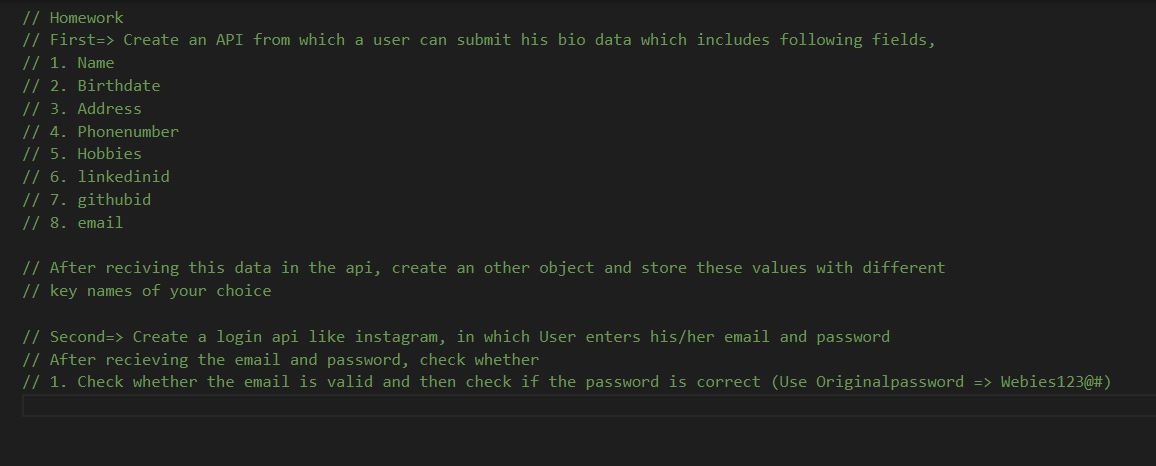 // Homework
// First=> Create an API from which a user can submit his bio data which includes following fields,
// 1. Name
// 2. Birthdate
// 3. Address
// 4. Phonenumber
// 5. Hobbies
// 6. linkedinid
// 7. githubid
// 8. email
// After reciving this data in the api, create an other object and store these values with different
// key names of your choice
// Second=> Create a login api like instagram, in which User enters his/her email and password
// After recieving the email and password, check whether
// 1. Check whether the email is valid and then check if the password is correct (Use Originalpassword => Webies123@#)